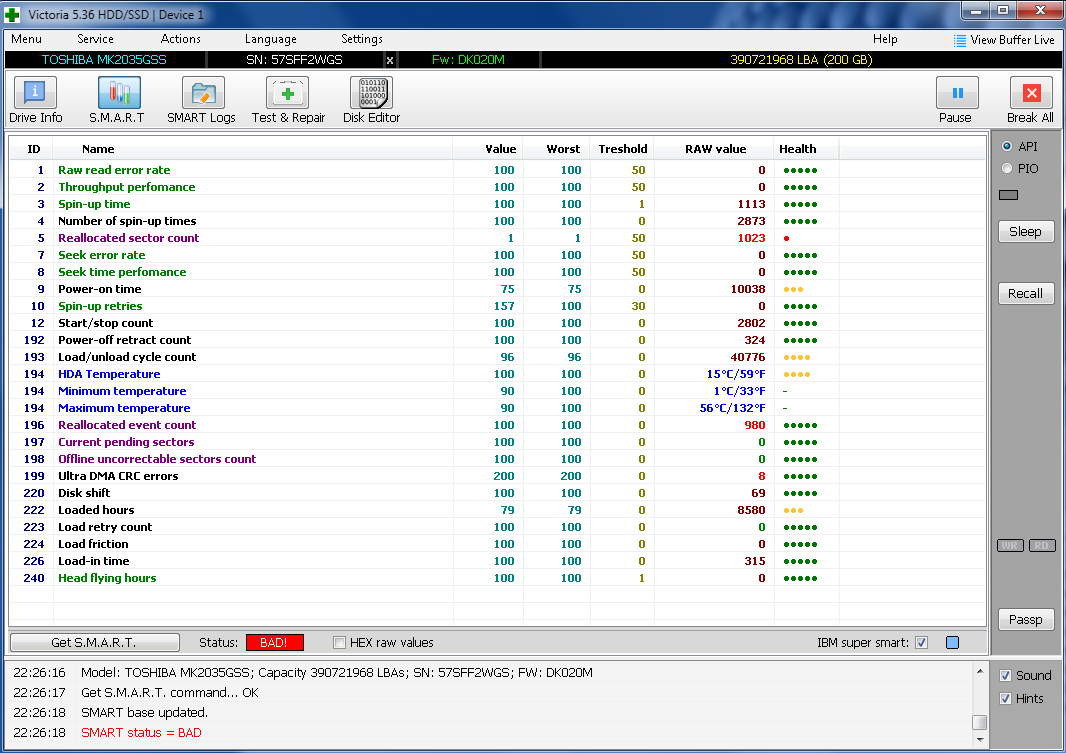 Victoria 5.36 HDD/SSD | Device 1
Menu Service Actions Language Settings Help View Buffer Live
TOSHIBA MK2035GSS SN: 57SFF2WGS x Fw: DK020M 390721968 LBA (200 GB)
Drive Info S.M.A.R.T SMART Logs Test & Repair Disk Editor Pause Break All
ID Name Value Worst Treshold RAW value Health
1 Raw read error rate 100 100 50 0
2 Throughput perfomance 100 100 50 0
3 Spin-up time 100 100 1 1113
4 Number of spin-up times 100 100 0 2873
5 Reallocated sector count 1 1 50 1023
7 Seek error rate 100 100 50 0
8 Seek time perfomance 100 100 50 0
9 Power-on time 75 75 0 10038
10 Spin-up retries 157 100 30 0
12 Start/stop count 100 100 0 2802
192 Power-off retract count 100 100 0 324
193 Load/unload cycle count 96 96 0 40776
194 HDA Temperature 100 100 0 15°C/59°F
194 Minimum temperature 90 100 0 1°C/33°F -
194 Maximum temperature 90 100 0 56°C/132°F -
196 Reallocated event count 100 100 0 980
197 Current pending sectors 100 100 0 0
198 Offline uncorrectable sectors count 100 100 0 0
199 Ultra DMA CRC errors 200 200 0 8
220 Disk shift 100 100 0 69
222 Loaded hours 79 79 0 8580
223 Load retry count 100 100 0 0
224 Load friction 100 100 0 0
226 Load-in time 100 100 0 315
240 Head flying hours 100 100 1 0
API
PIO
Sleep
Recall
WR RD
Passp
Get S.M.A.R.T. Status: BAD! HEX raw values IBM super smart:
22:26:16 Model: TOSHIBA MK2035GSS; Capacity 390721968 LBAs; SN: 57SFF2WGS; FW: DK020M
22:26:17 Get S.M.A.R.T. command... OK
22:26:18 SMART base updated.
22:26:18 SMART status = BAD
Sound
Hints